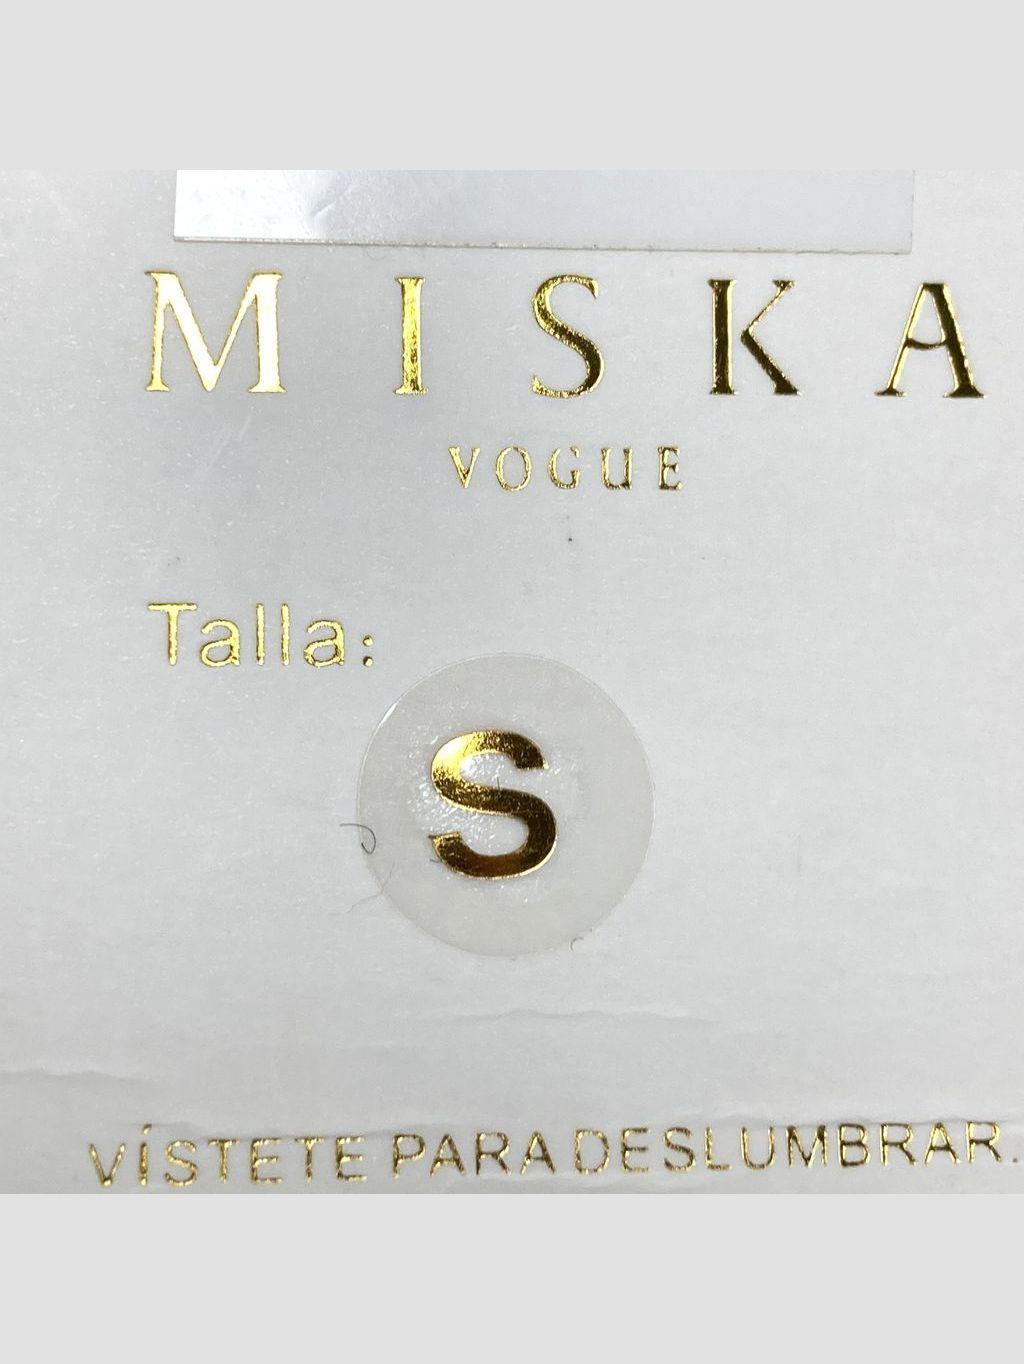 MISKA
VOGUE
Talla:
S
VÍSTETE PARA DESLUMBRAR.